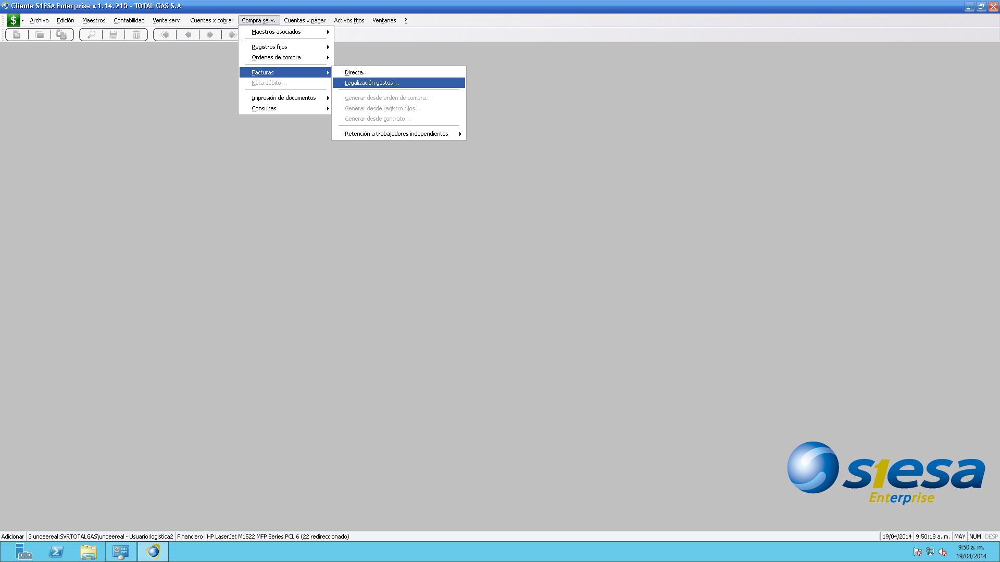 Cliente S1ESA Enterprise v.1.14.215 - TOTAL GAS S.A
Archivo Edición Maestros Contabilidad Venta serv. Cuentas x cobrar Compra serv. Cuentas x pagar Activos fijos Ventanas ?
Maestros asociados
Registros fijos
Ordenes de compra
Facturas
Nota débito...
Impresión de documentos
Consultas
Directa...
Legalización gastos...
Generar desde orden de compra...
Generar desde registro fijos...
Generar desde contrato...
Retención a trabajadores independientes
s1esa
Enterprise
Adicionar 3 unoeereal:SVRTOTALGAS\unoeereal - Usuario:logistica2 Financiero HP LaserJet M1522 MFP Series PCL 6 (22 redireccionado) 19/04/2014 9:50:18 a. m. MAY NUM DESP
9:50 a. m.
19/04/2014